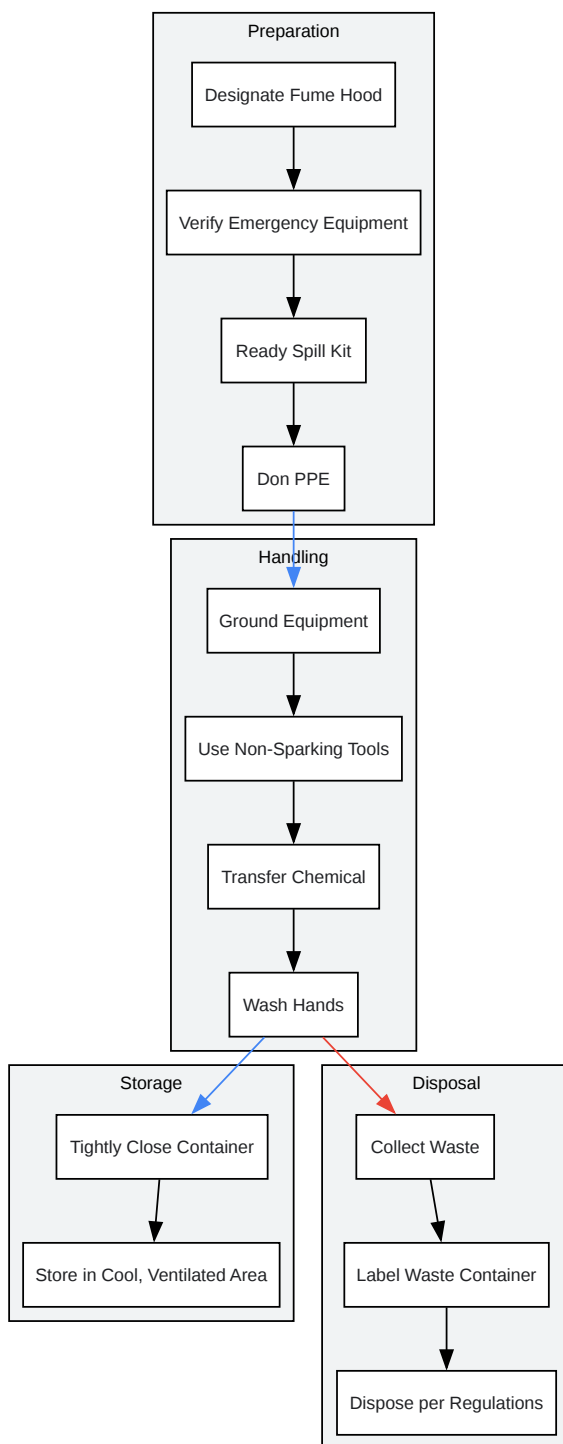 Preparation
Designate Fume Hood
Verify Emergency Equipment
Ready Spill Kit
Don PPE
Handling
Ground Equipment
Use Non-Sparking Tools
Transfer Chemical
Wash Hands
Storage
Tightly Close Container
Store in Cool, Ventilated Area
Disposal
Collect Waste
Label Waste Container
Dispose per Regulations